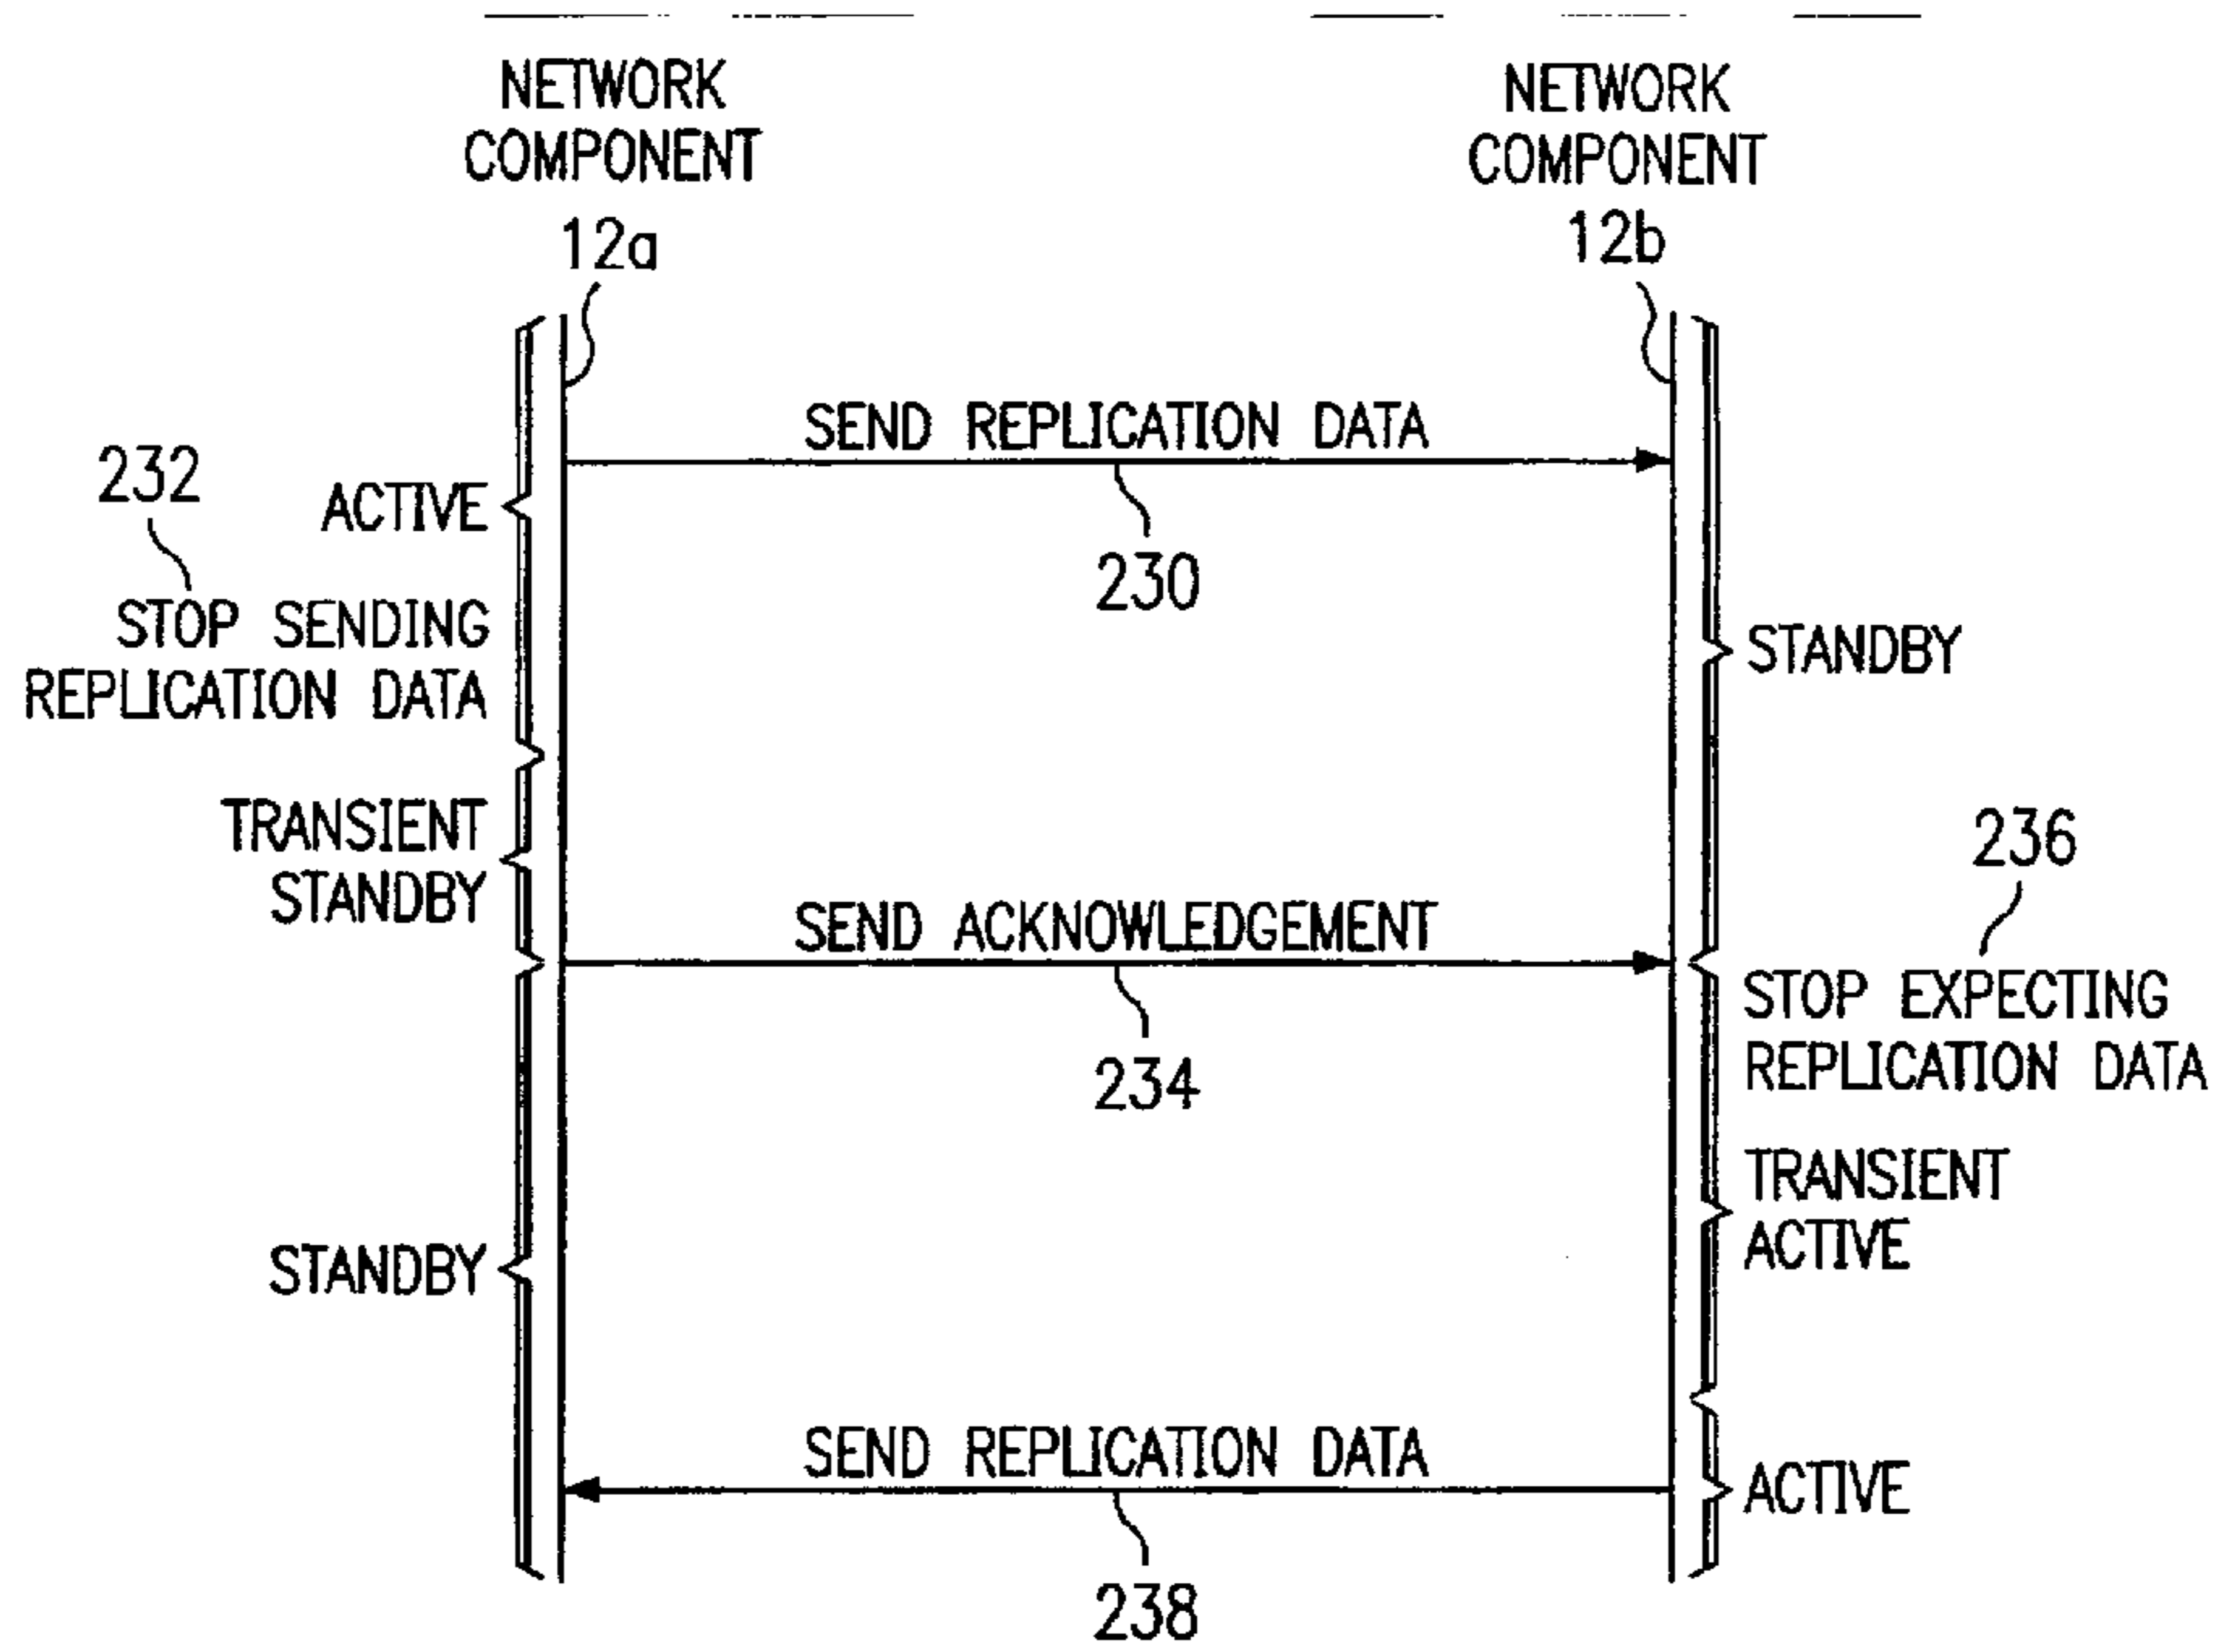 NETWORK
COMPONENT
12a
NETWORK
COMPONENT
12b
SEND REPLICATION DATA
230
232
ACTIVE
STOP SENDING
REPLICATION DATA
STANDBY
TRANSIENT
STANDBY
236
SEND ACKNOWLEDGEMENT
234
STOP EXPECTING
REPLICATION DATA
TRANSIENT
ACTIVE
STANDBY
SEND REPLICATION DATA
238
ACTIVE